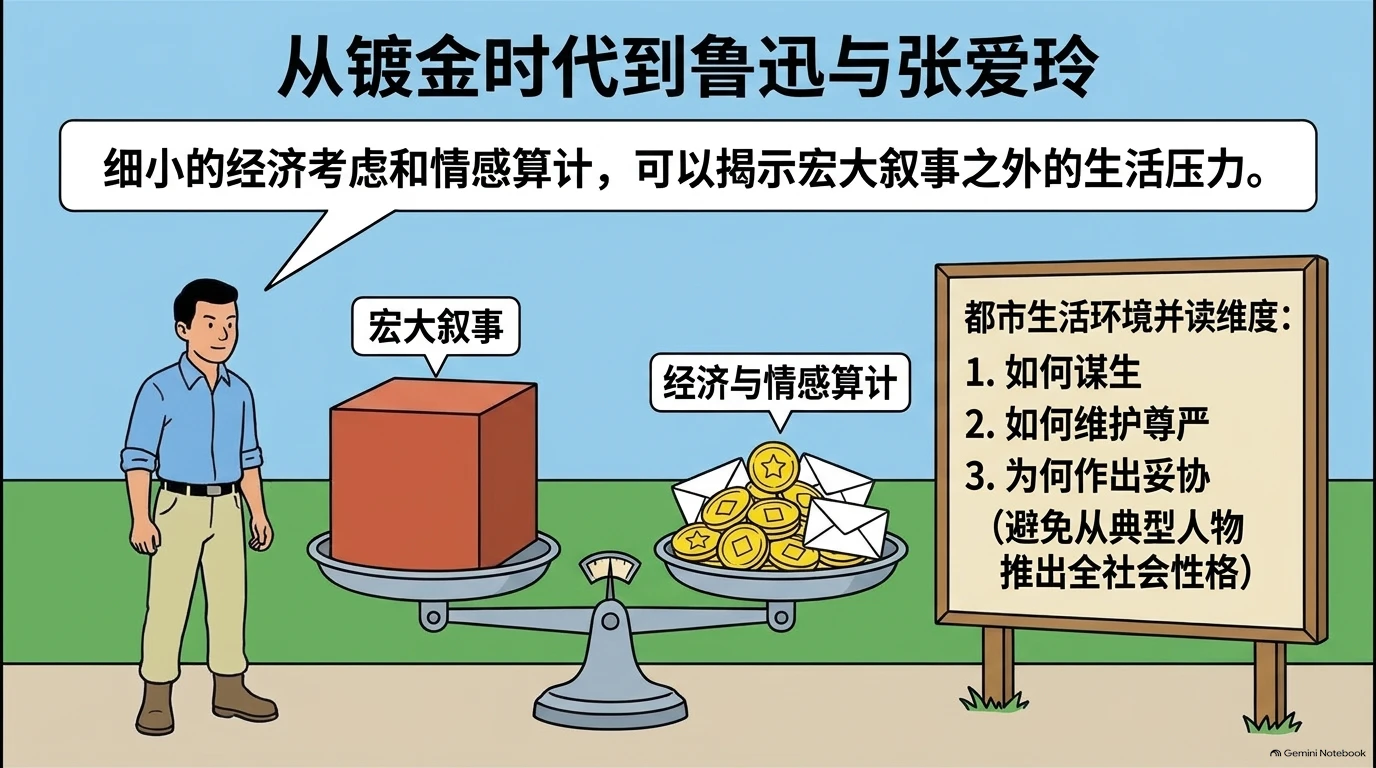 从镀金时代到鲁迅与张爱玲
细小的经济考虑和情感算计，可以揭示宏大叙事之外的生活压力。
宏大叙事
经济与情感算计
都市生活环境并读维度：
1. 如何谋生
2. 如何维护尊严
3. 为何作出妥协
（避免从典型人物
推出全社会性格）
Gemini Notebook